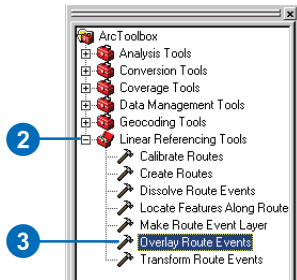 ArcToolbox
Analysis Tools
Conversion Tools
Coverage Tools
Data Management Tools
Geocoding Tools
2 Linear Referencing Tools
Calibrate Routes
Create Routes
Dissolve Route Events
Locate Features Along Route
Make Route Event Layer
3 Overlay Route Events
Transform Route Events